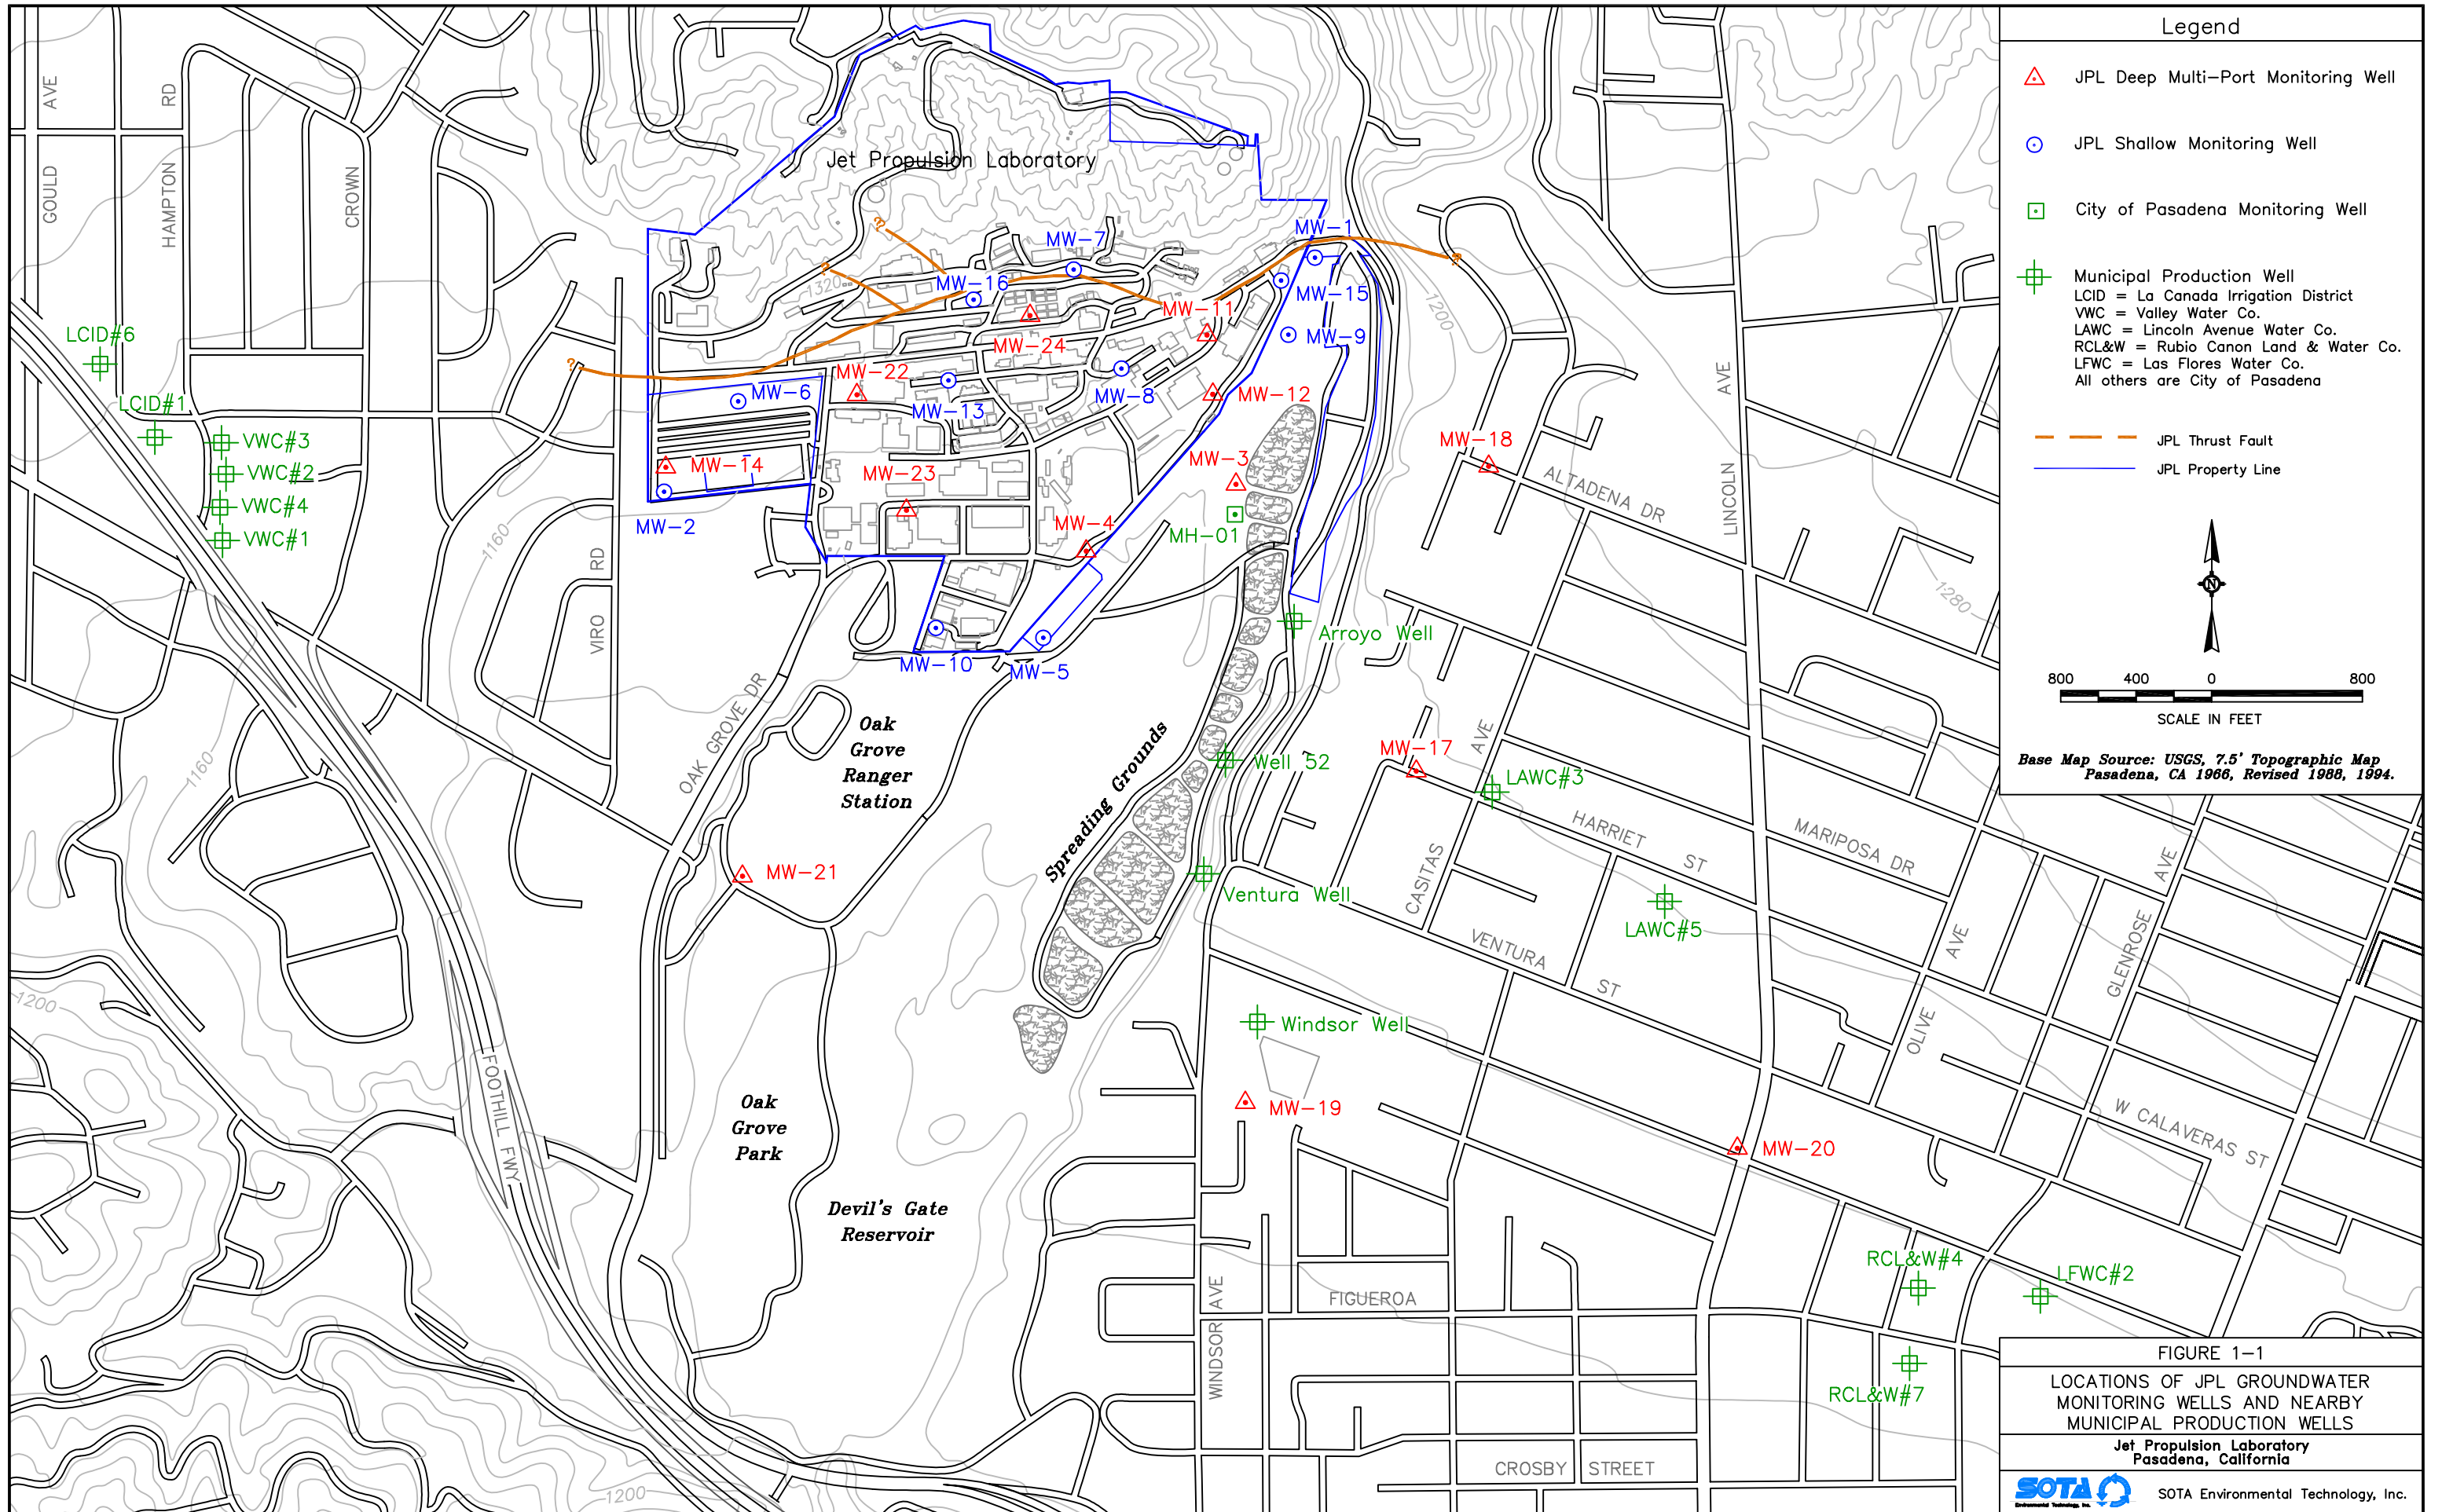 Legend
JPL Deep Multi-Port Monitoring Well
JPL Shallow Monitoring Well
City of Pasadena Monitoring Well
Municipal Production Well
LCID = La Canada Irrigation District
VWC = Valley Water Co.
LAWC = Lincoln Avenue Water Co.
RCL&W = Rubio Canon Land & Water Co.
LFWC = Las Flores Water Co.
All others are City of Pasadena
JPL Thrust Fault
JPL Property Line
N
800 400 0 800
SCALE IN FEET
Base Map Source: USGS, 7.5' Topographic Map
Pasadena, CA 1966, Revised 1988, 1994.
GOULD AVE
HAMPTON RD
CROWN
Jet Propulsion Laboratory
?
?
?
?
1320
1200
MW-1
MW-7
MW-16
MW-15
MW-11
MW-9
MW-24
MW-22
MW-6
MW-13
MW-8
MW-12
LCID#6
LCID#1
VWC#3
VWC#2
VWC#4
VWC#1
MW-14
MW-23
MW-3
MW-18
MW-2
MW-4
MH-01
ALTADENA DR
LINCOLN AVE
1160
VIRO RD
1280
MW-10
MW-5
Arroyo Well
OAK GROVE DR
Oak
Grove
Ranger
Station
Spreading Grounds
Well 52
MW-17
CASITAS AVE
LAWC#3
HARRIET ST
MARIPOSA DR
1160
MW-21
Ventura Well
LAWC#5
VENTURA ST
OLIVE AVE
GLENROSE AVE
1200
Windsor Well
FOOTHILL FWY
Oak
Grove
Park
MW-19
MW-20
W CALAVERAS ST
Devil's Gate
Reservoir
RCL&W#4
LFWC#2
WINDSOR AVE
FIGUEROA
RCL&W#7
CROSBY STREET
1200
FIGURE 1-1
LOCATIONS OF JPL GROUNDWATER
MONITORING WELLS AND NEARBY
MUNICIPAL PRODUCTION WELLS
Jet Propulsion Laboratory
Pasadena, California
SOTA
Environmental Technology, Inc.
SOTA Environmental Technology, Inc.